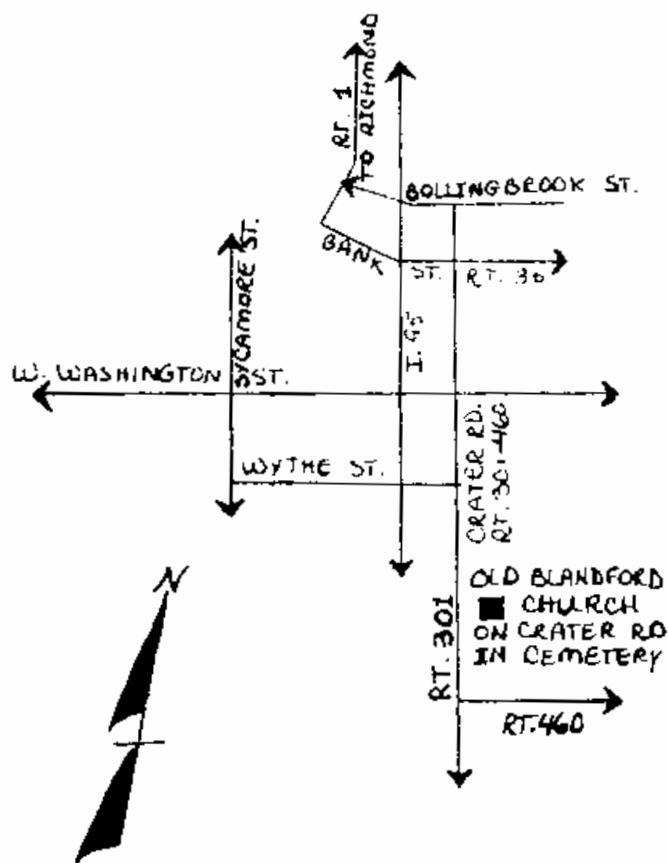 RT. 1
TO RICHMOND
BOLLINGBROOK ST.
BANK ST. RT. 36
SYCAMORE ST.
I. 95
W. WASHINGTON ST.
WYTHE ST.
CRATER RD.
RT. 301-460
OLD BLANDFORD
CHURCH
ON CRATER RD
IN CEMETERY
RT. 301
RT. 460
N